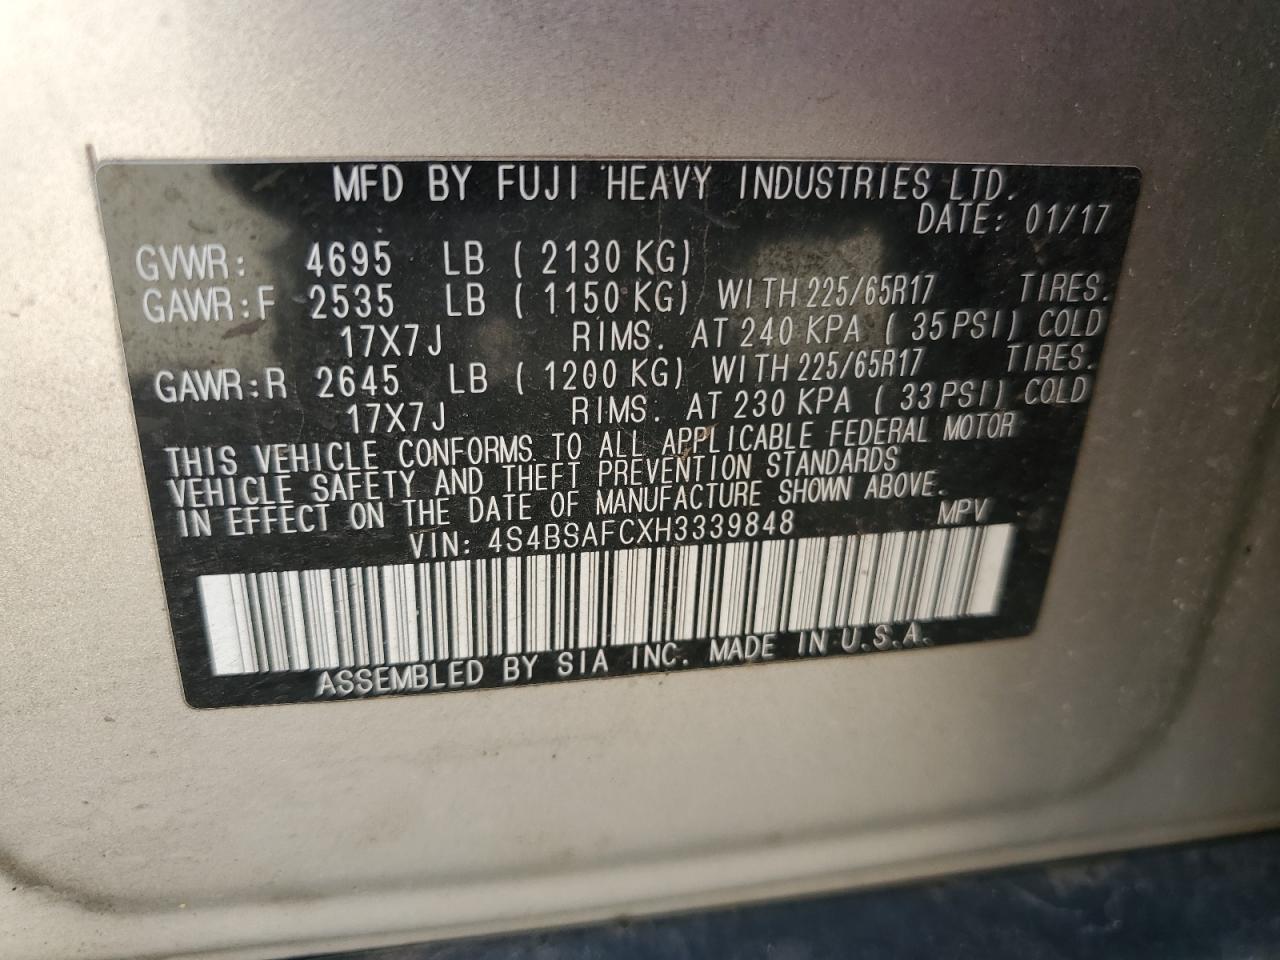 MFD BY FUJI HEAVY INDUSTRIES LTD.
DATE: 01/17
GVWR: 4695 LB ( 2130 KG)
GAWR:F 2535 LB ( 1150 KG) WITH 225/65R17 TIRES.
17X7J RIMS. AT 240 KPA ( 35 PSI) COLD
GAWR:R 2645 LB ( 1200 KG) WITH 225/65R17 TIRES.
17X7J RIMS. AT 230 KPA ( 33 PSI) COLD
THIS VEHICLE CONFORMS TO ALL APPLICABLE FEDERAL MOTOR
VEHICLE SAFETY AND THEFT PREVENTION STANDARDS
IN EFFECT ON THE DATE OF MANUFACTURE SHOWN ABOVE.
VIN: 4S4BSAFCXH3339848 MPV
ASSEMBLED BY SIA INC. MADE IN U.S.A.